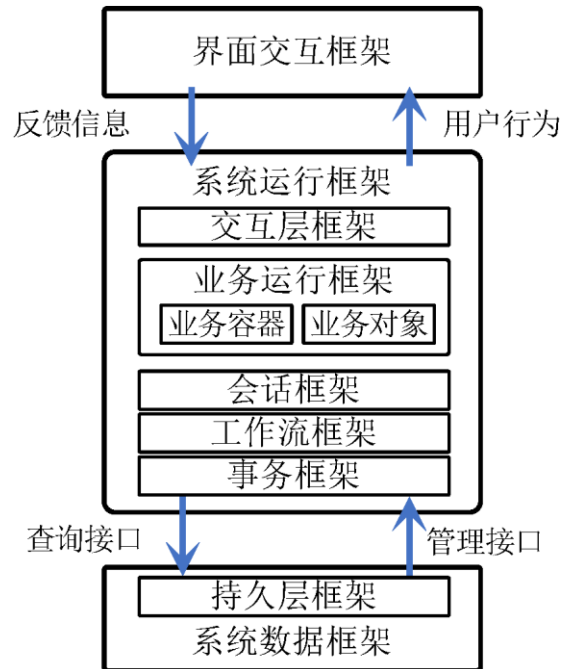 界面交互框架
反馈信息 用户行为
系统运行框架
交互层框架
业务运行框架
业务容器 业务对象
会话框架
工作流框架
事务框架
查询接口 管理接口
持久层框架
系统数据框架